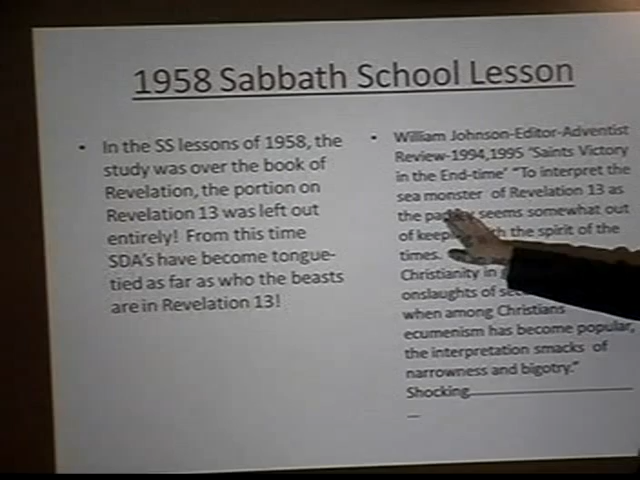 1958 Sabbath School Lesson
• In the SS lessons of 1958, the
study was over the book of
Revelation, the portion on
Revelation 13 was left out
entirely! From this time
SDA's have become tongue-
tied as far as who the beasts
are in Revelation 13!
• William Johnson-Editor-Adventist
Review-1994,1995 "Saints Victory
in the End-time" "To interpret the
sea monster of Revelation 13 as
the seems somewhat out
of the spirit of the
times.
Christianity in
onslaughts of
when among Christians
ecumenism has become popular,
the interpretation smacks of
narrowness and bigotry."
Shocking